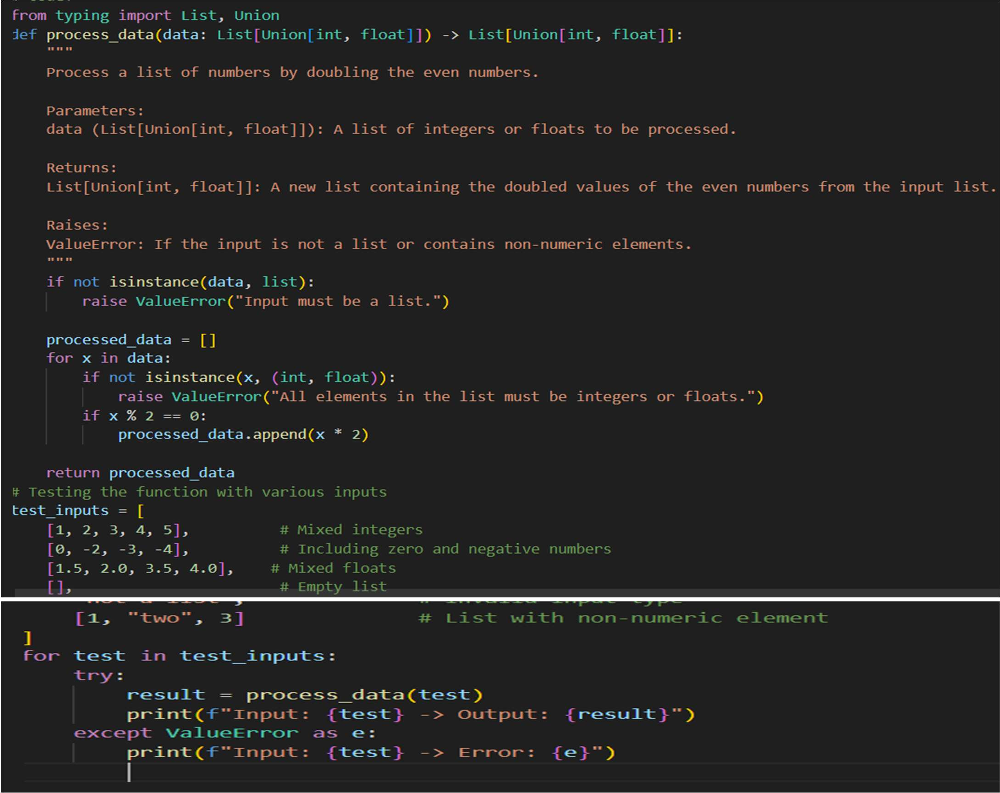 from typing import List, Union
def process_data(data: List[Union[int, float]]) -> List[Union[int, float]]:
    """
    Process a list of numbers by doubling the even numbers.

    Parameters:
    data (List[Union[int, float]]): A list of integers or floats to be processed.

    Returns:
    List[Union[int, float]]: A new list containing the doubled values of the even numbers from the input list.

    Raises:
    ValueError: If the input is not a list or contains non-numeric elements.
    """
    if not isinstance(data, list):
        raise ValueError("Input must be a list.")

    processed_data = []
    for x in data:
        if not isinstance(x, (int, float)):
            raise ValueError("All elements in the list must be integers or floats.")
        if x % 2 == 0:
            processed_data.append(x * 2)

    return processed_data
# Testing the function with various inputs
test_inputs = [
    [1, 2, 3, 4, 5],          # Mixed integers
    [0, -2, -3, -4],          # Including zero and negative numbers
    [1.5, 2.0, 3.5, 4.0],    # Mixed floats
    [],                       # Empty list
    [1, "two", 3]             # List with non-numeric element
]
for test in test_inputs:
    try:
        result = process_data(test)
        print(f"Input: {test} -> Output: {result}")
    except ValueError as e:
        print(f"Input: {test} -> Error: {e}")